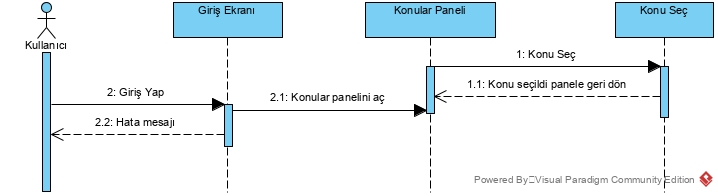 Giriş Ekranı
Konular Paneli
Konu Seç
Kullanıcı
1: Konu Seç
1.1: Konu seçildi panele geri dön
2: Giriş Yap
2.1: Konular panelini aç
2.2: Hata mesajı
Powered By Visual Paradigm Community Edition